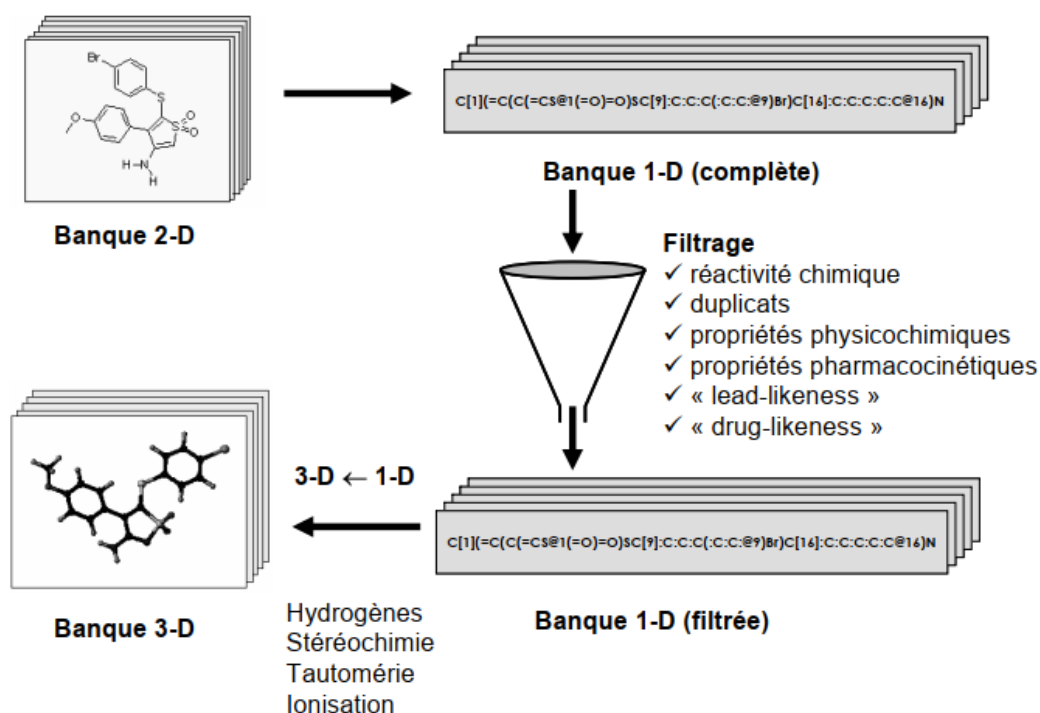 Br
S
O
O
O
S
H
N
H
Banque 2-D
C[1](=C(C(=CS@1(=O)=O)SC[9]:C:C:C(:C:C:@9)Br)C[16]:C:C:C:C:C@16)N
Banque 1-D (complète)
Filtrage
✓ réactivité chimique
✓ duplicats
✓ propriétés physicochimiques
✓ propriétés pharmacocinétiques
✓ « lead-likeness »
✓ « drug-likeness »
3-D ← 1-D
C[1](=C(C(=CS@1(=O)=O)SC[9]:C:C:C(:C:C:@9)Br)C[16]:C:C:C:C:C@16)N
Banque 1-D (filtrée)
Banque 3-D
Hydrogènes
Stéréochimie
Tautomérie
Ionisation